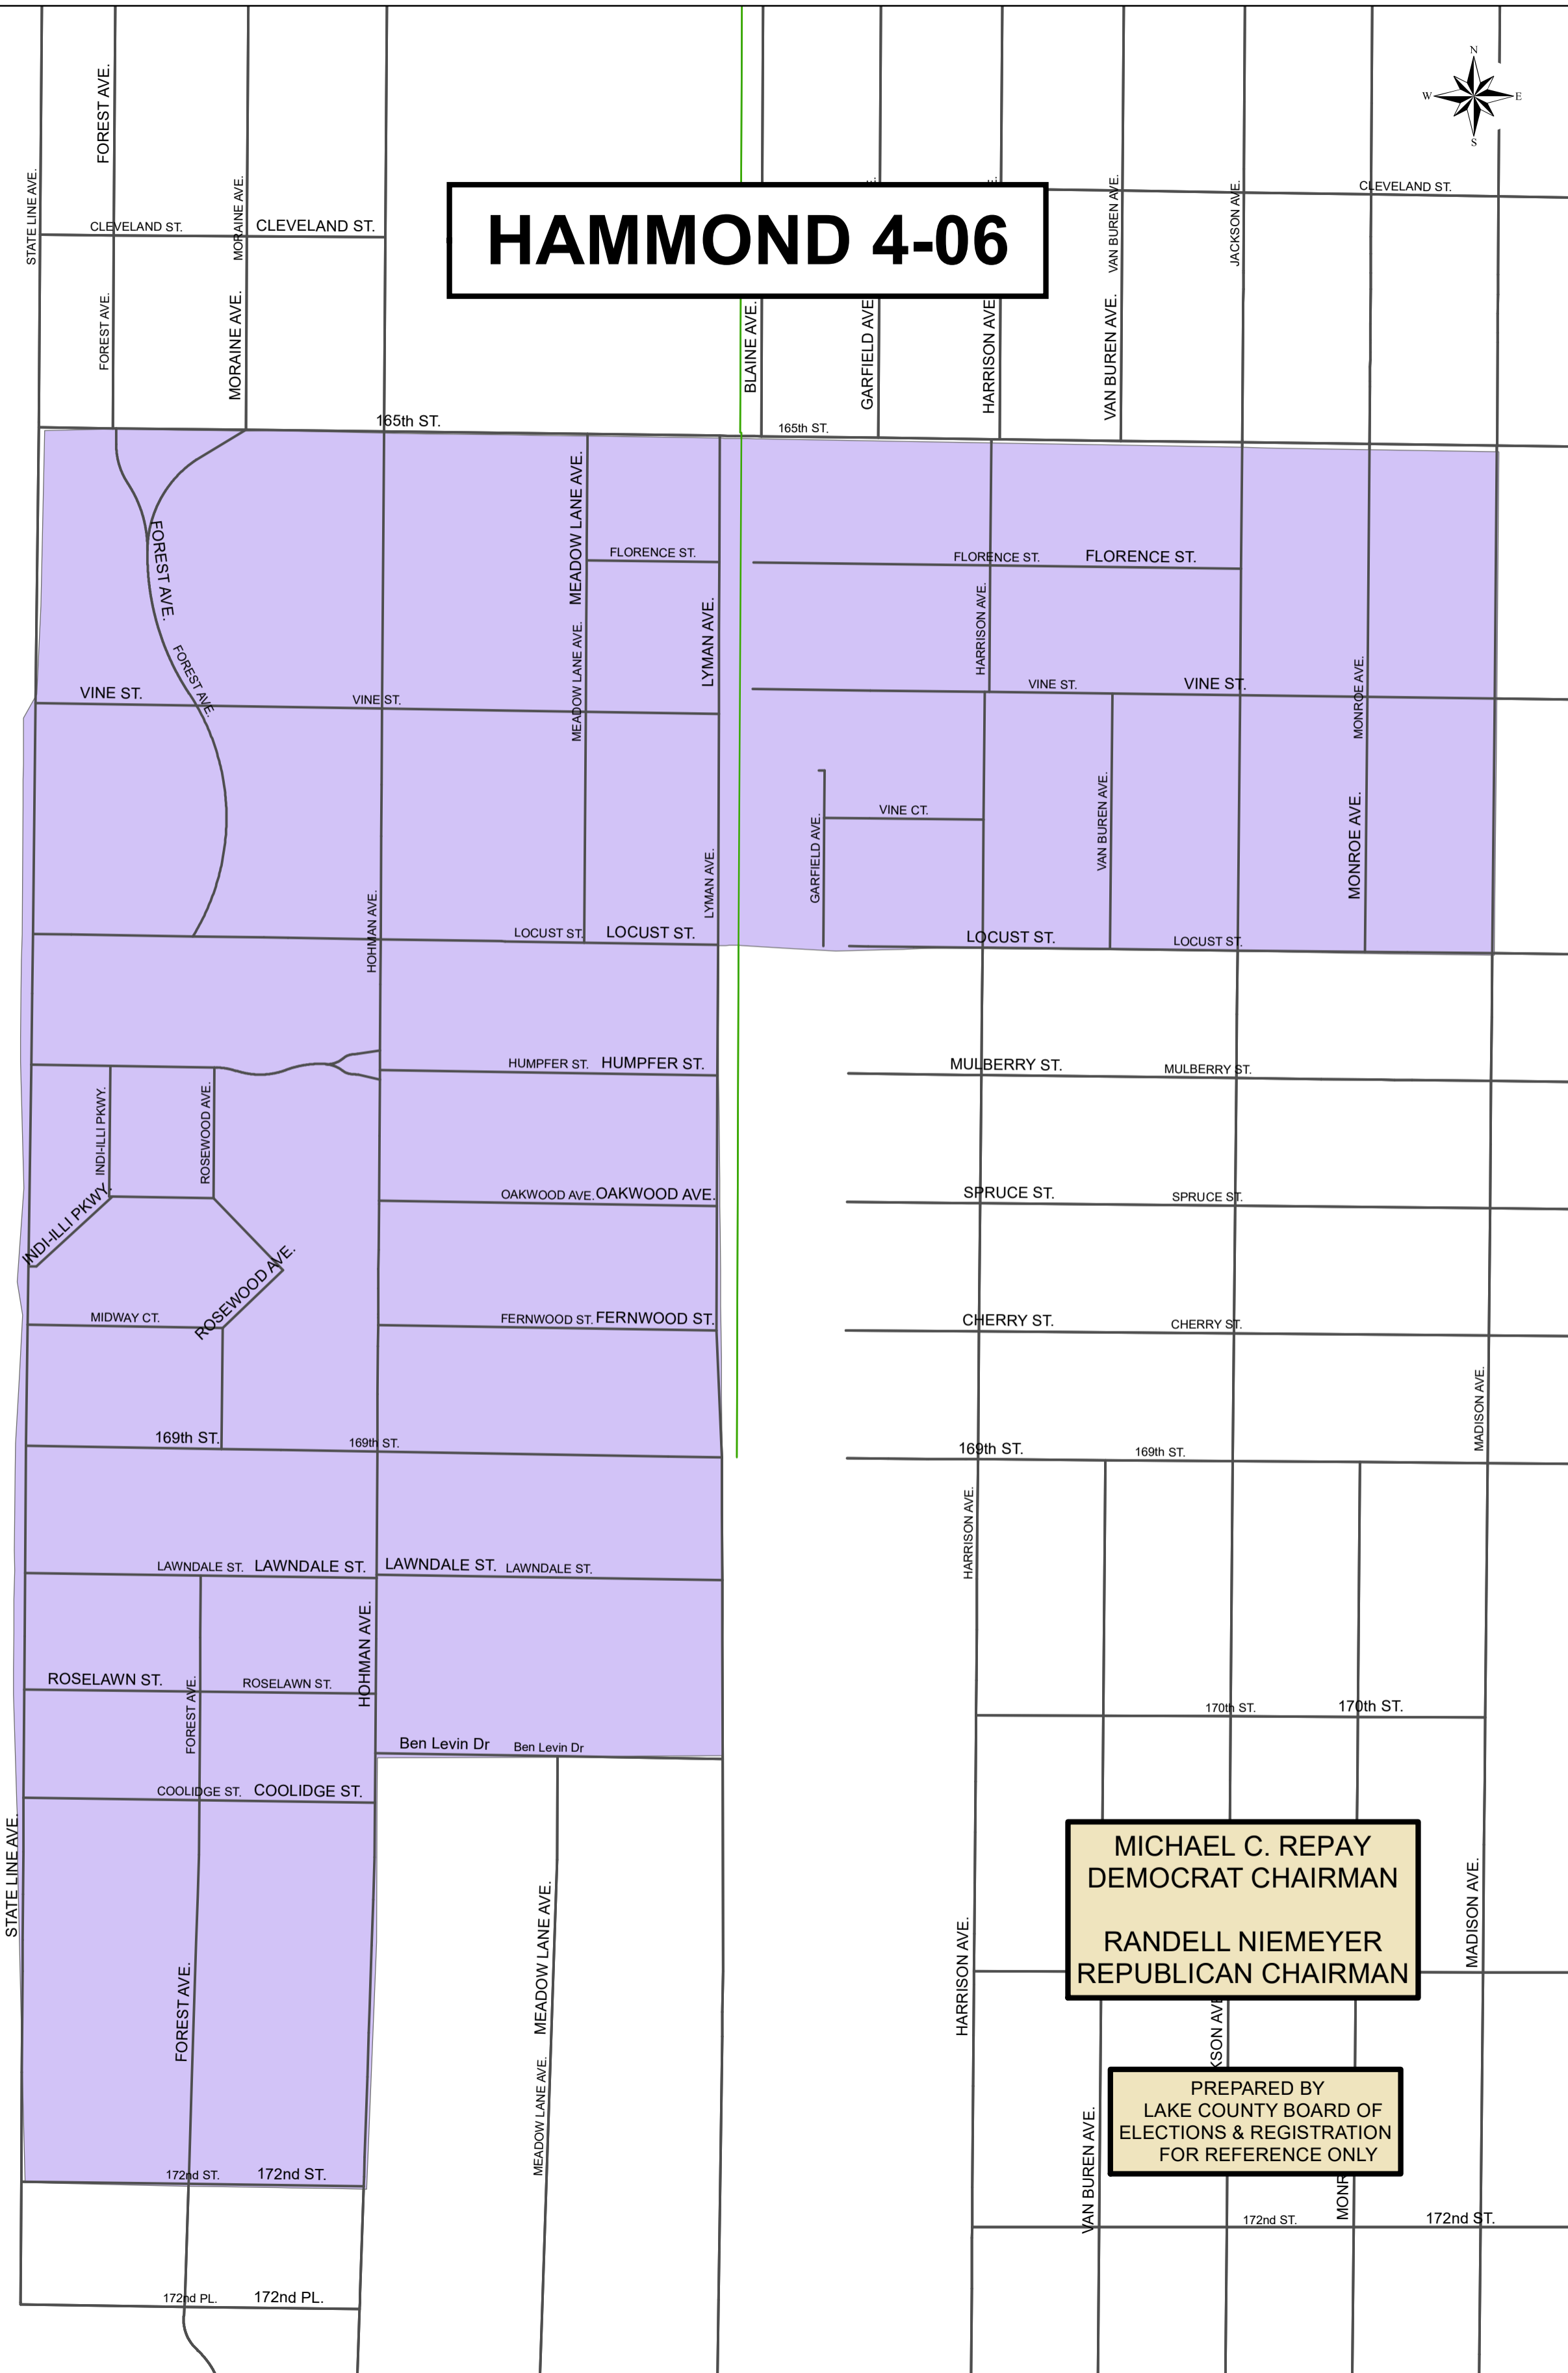 N
W E
S
FOREST AVE.
STATE LINE AVE.
MORAINE AVE.
CLEVELAND ST.
CLEVELAND ST.
CLEVELAND ST.
VAN BUREN AVE.
JACKSON AVE.
HAMMOND 4-06
FOREST AVE.
MORAINE AVE.
BLAINE AVE.
GARFIELD AVE
HARRISON AVE
VAN BUREN AVE.
165th ST.
165th ST.
FOREST AVE.
MEADOW LANE AVE.
FLORENCE ST.
FLORENCE ST.
FLORENCE ST.
LYMAN AVE.
HARRISON AVE.
FOREST AVE.
MEADOW LANE AVE.
MONROE AVE.
VINE ST.
VINE ST.
VINE ST.
VINE ST.
VINE CT.
GARFIELD AVE.
VAN BUREN AVE.
MONROE AVE.
LYMAN AVE.
HOHMAN AVE.
LOCUST ST.
LOCUST ST.
LOCUST ST.
LOCUST ST.
HUMPFER ST.
HUMPFER ST.
MULBERRY ST.
MULBERRY ST.
INDI-ILLI PKWY.
ROSEWOOD AVE.
OAKWOOD AVE.
OAKWOOD AVE.
SPRUCE ST.
SPRUCE ST.
INDI-ILLI PKWY.
ROSEWOOD AVE.
MIDWAY CT.
FERNWOOD ST.
FERNWOOD ST.
CHERRY ST.
CHERRY ST.
MADISON AVE.
169th ST.
169th ST.
169th ST.
169th ST.
HARRISON AVE.
LAWNDALE ST.
LAWNDALE ST.
LAWNDALE ST.
LAWNDALE ST.
HOHMAN AVE.
ROSELAWN ST.
ROSELAWN ST.
FOREST AVE.
170th ST.
170th ST.
Ben Levin Dr
Ben Levin Dr
COOLIDGE ST.
COOLIDGE ST.
STATE LINE AVE.
MICHAEL C. REPAY
DEMOCRAT CHAIRMAN
RANDELL NIEMEYER
REPUBLICAN CHAIRMAN
MADISON AVE.
FOREST AVE.
MEADOW LANE AVE.
HARRISON AVE.
KSON AVE
MEADOW LANE AVE.
PREPARED BY
LAKE COUNTY BOARD OF
ELECTIONS & REGISTRATION
FOR REFERENCE ONLY
VAN BUREN AVE.
MONR
172nd ST.
172nd ST.
172nd ST.
172nd ST.
172nd PL.
172nd PL.